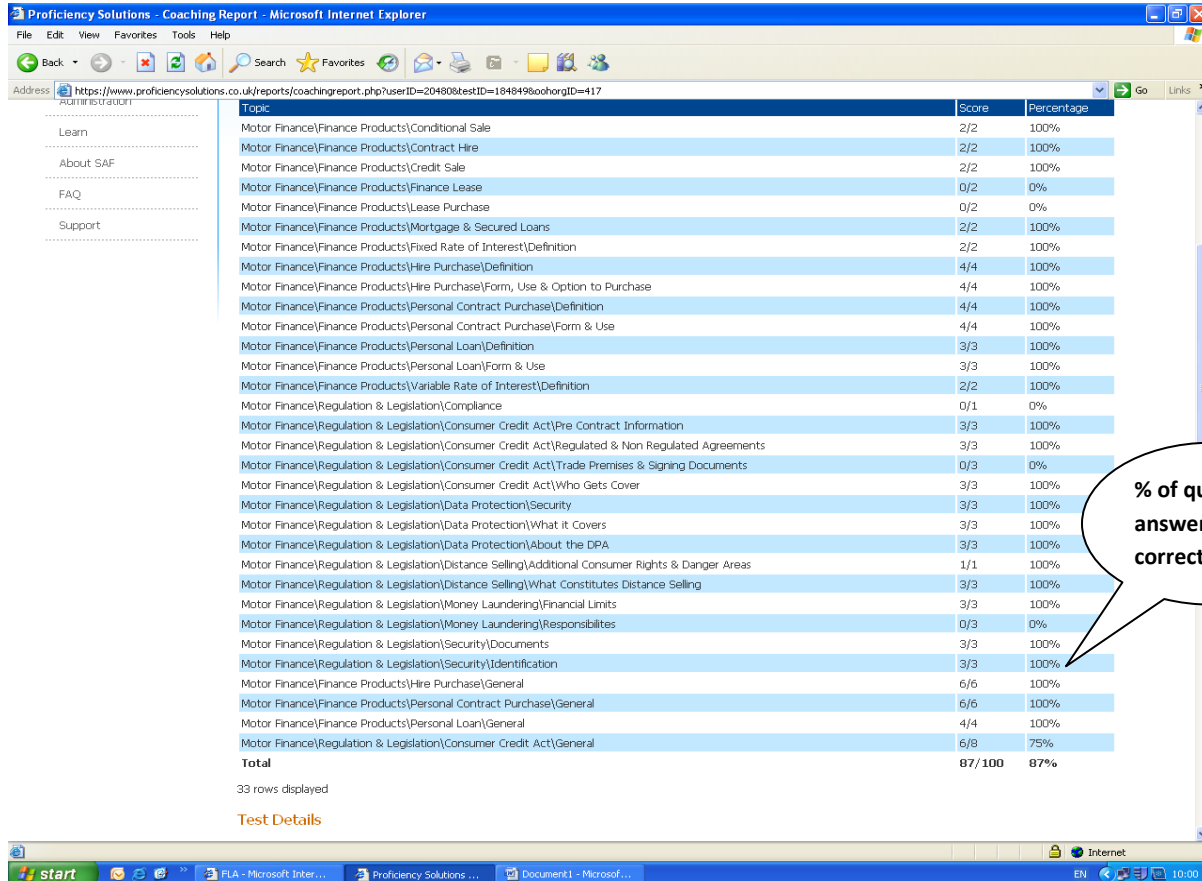 Proficiency Solutions - Coaching Report - Microsoft Internet Explorer
File Edit View Favorites Tools Help
Back Search Favorites
Address https://www.proficiencysolutions.co.uk/reports/coachingreport.php?userID=20480&testID=184849&oohorgID=417 Go Links
Administration
Learn
About SAF
FAQ
Support
Topic Score Percentage
Motor Finance\Finance Products\Conditional Sale 2/2 100%
Motor Finance\Finance Products\Contract Hire 2/2 100%
Motor Finance\Finance Products\Credit Sale 2/2 100%
Motor Finance\Finance Products\Finance Lease 0/2 0%
Motor Finance\Finance Products\Lease Purchase 0/2 0%
Motor Finance\Finance Products\Mortgage & Secured Loans 2/2 100%
Motor Finance\Finance Products\Fixed Rate of Interest\Definition 2/2 100%
Motor Finance\Finance Products\Hire Purchase\Definition 4/4 100%
Motor Finance\Finance Products\Hire Purchase\Form, Use & Option to Purchase 4/4 100%
Motor Finance\Finance Products\Personal Contract Purchase\Definition 4/4 100%
Motor Finance\Finance Products\Personal Contract Purchase\Form & Use 4/4 100%
Motor Finance\Finance Products\Personal Loan\Definition 3/3 100%
Motor Finance\Finance Products\Personal Loan\Form & Use 3/3 100%
Motor Finance\Finance Products\Variable Rate of Interest\Definition 2/2 100%
Motor Finance\Regulation & Legislation\Compliance 0/1 0%
Motor Finance\Regulation & Legislation\Consumer Credit Act\Pre Contract Information 3/3 100%
Motor Finance\Regulation & Legislation\Consumer Credit Act\Regulated & Non Regulated Agreements 3/3 100%
Motor Finance\Regulation & Legislation\Consumer Credit Act\Trade Premises & Signing Documents 0/3 0%
Motor Finance\Regulation & Legislation\Consumer Credit Act\Who Gets Cover 3/3 100%
Motor Finance\Regulation & Legislation\Data Protection\Security 3/3 100%
Motor Finance\Regulation & Legislation\Data Protection\What it Covers 3/3 100%
Motor Finance\Regulation & Legislation\Data Protection\About the DPA 3/3 100%
Motor Finance\Regulation & Legislation\Distance Selling\Additional Consumer Rights & Danger Areas 1/1 100%
Motor Finance\Regulation & Legislation\Distance Selling\What Constitutes Distance Selling 3/3 100%
Motor Finance\Regulation & Legislation\Money Laundering\Financial Limits 3/3 100%
Motor Finance\Regulation & Legislation\Money Laundering\Responsibilites 0/3 0%
Motor Finance\Regulation & Legislation\Security\Documents 3/3 100%
Motor Finance\Regulation & Legislation\Security\Identification 3/3 100%
Motor Finance\Finance Products\Hire Purchase\General 6/6 100%
Motor Finance\Finance Products\Personal Contract Purchase\General 6/6 100%
Motor Finance\Finance Products\Personal Loan\General 4/4 100%
Motor Finance\Regulation & Legislation\Consumer Credit Act\General 6/8 75%
Total 87/100 87%
33 rows displayed
Test Details
% of
correct
Internet
start FLA - Microsoft Inter... Proficiency Solutions ... Document1 - Microsof... EN 10:00